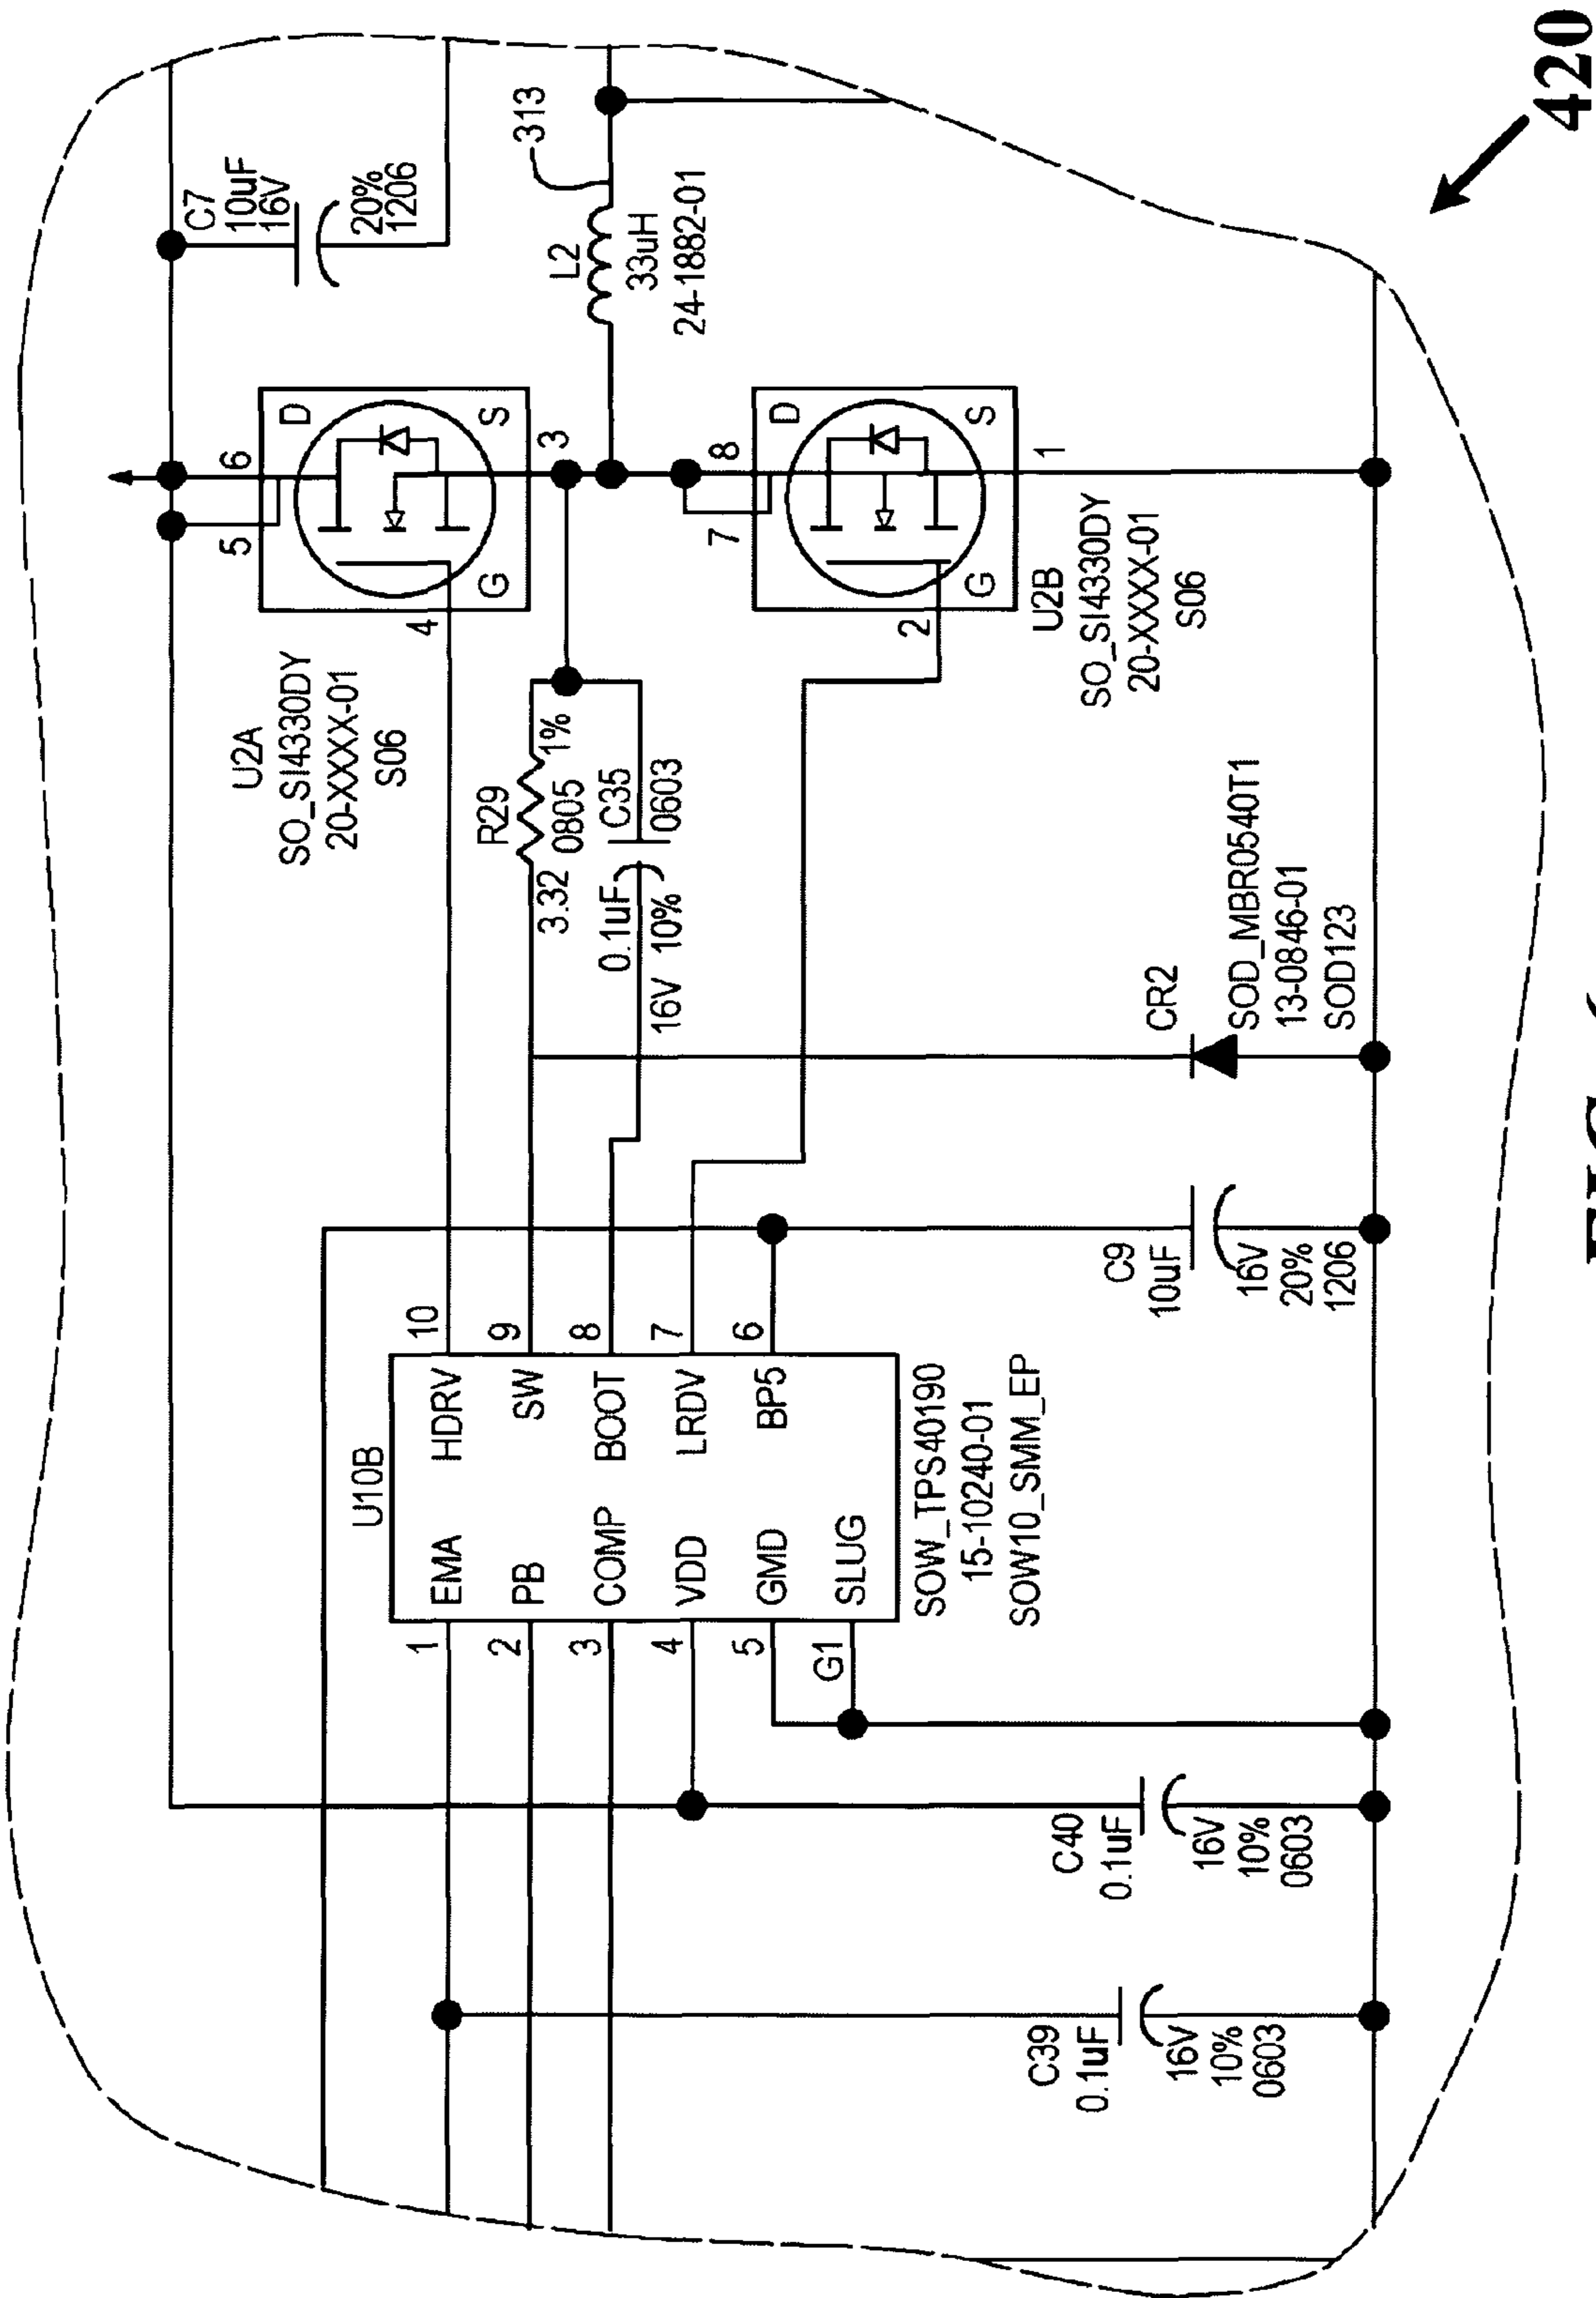 C7
10uF
16V
20%
1206
313
L2
33uH
24-1882-01
U2A
SO_SI4330DY
20-XXXX-01
S06
5
6
D
S
G
4
3
R29
3.32
0805
1%
0.1uF
C35
16V 10%
0603
7
8
D
S
G
2
1
U2B
SO_SI4330DY
20-XXXX-01
S06
U10B
1
EMA
HDRV
10
2
PB
SW
9
3
COMP
BOOT
8
4
VDD
LRDV
7
5
GMD
BP5
6
G1
SLUG
SOW_TPS40190
15-10240-01
SOW10_SMM_EP
C39
0.1uF
16V
10%
0603
C40
0.1uF
16V
10%
0603
C9
10uF
16V
20%
1206
CR2
SOD_MBR0540T1
13-0846-01
SOD123
420